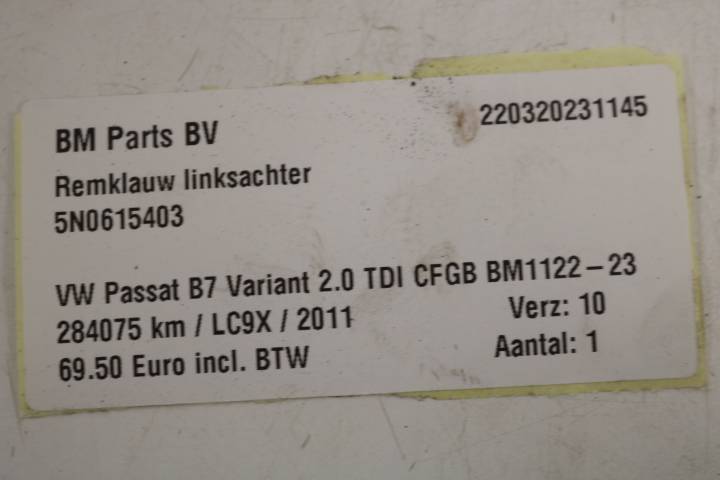 BM Parts BV 220320231145
Remklauw linksachter
5N0615403
VW Passat B7 Variant 2.0 TDI CFGB BM1122-23
284075 km / LC9X / 2011 Verz: 10
69.50 Euro incl. BTW Aantal: 1